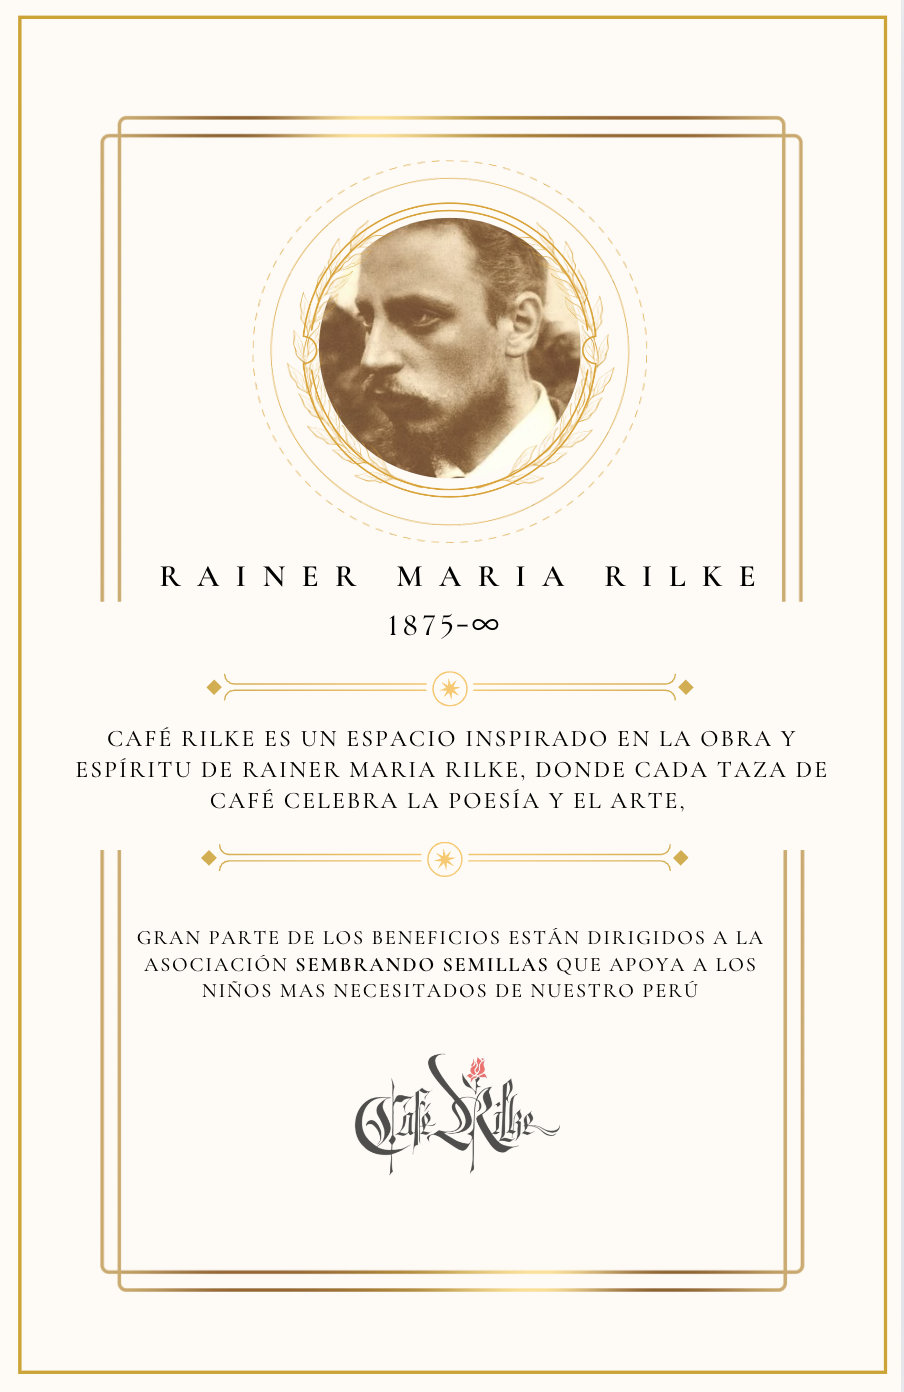 RAINER MARIA RILKE
1875-∞
CAFÉ RILKE ES UN ESPACIO INSPIRADO EN LA OBRA Y
ESPÍRITU DE RAINER MARIA RILKE, DONDE CADA TAZA DE
CAFÉ CELEBRA LA POESÍA Y EL ARTE,
GRAN PARTE DE LOS BENEFICIOS ESTÁN DIRIGIDOS A LA
ASOCIACIÓN SEMBRANDO SEMILLAS QUE APOYA A LOS
NIÑOS MAS NECESITADOS DE NUESTRO PERÚ
Café Rilke